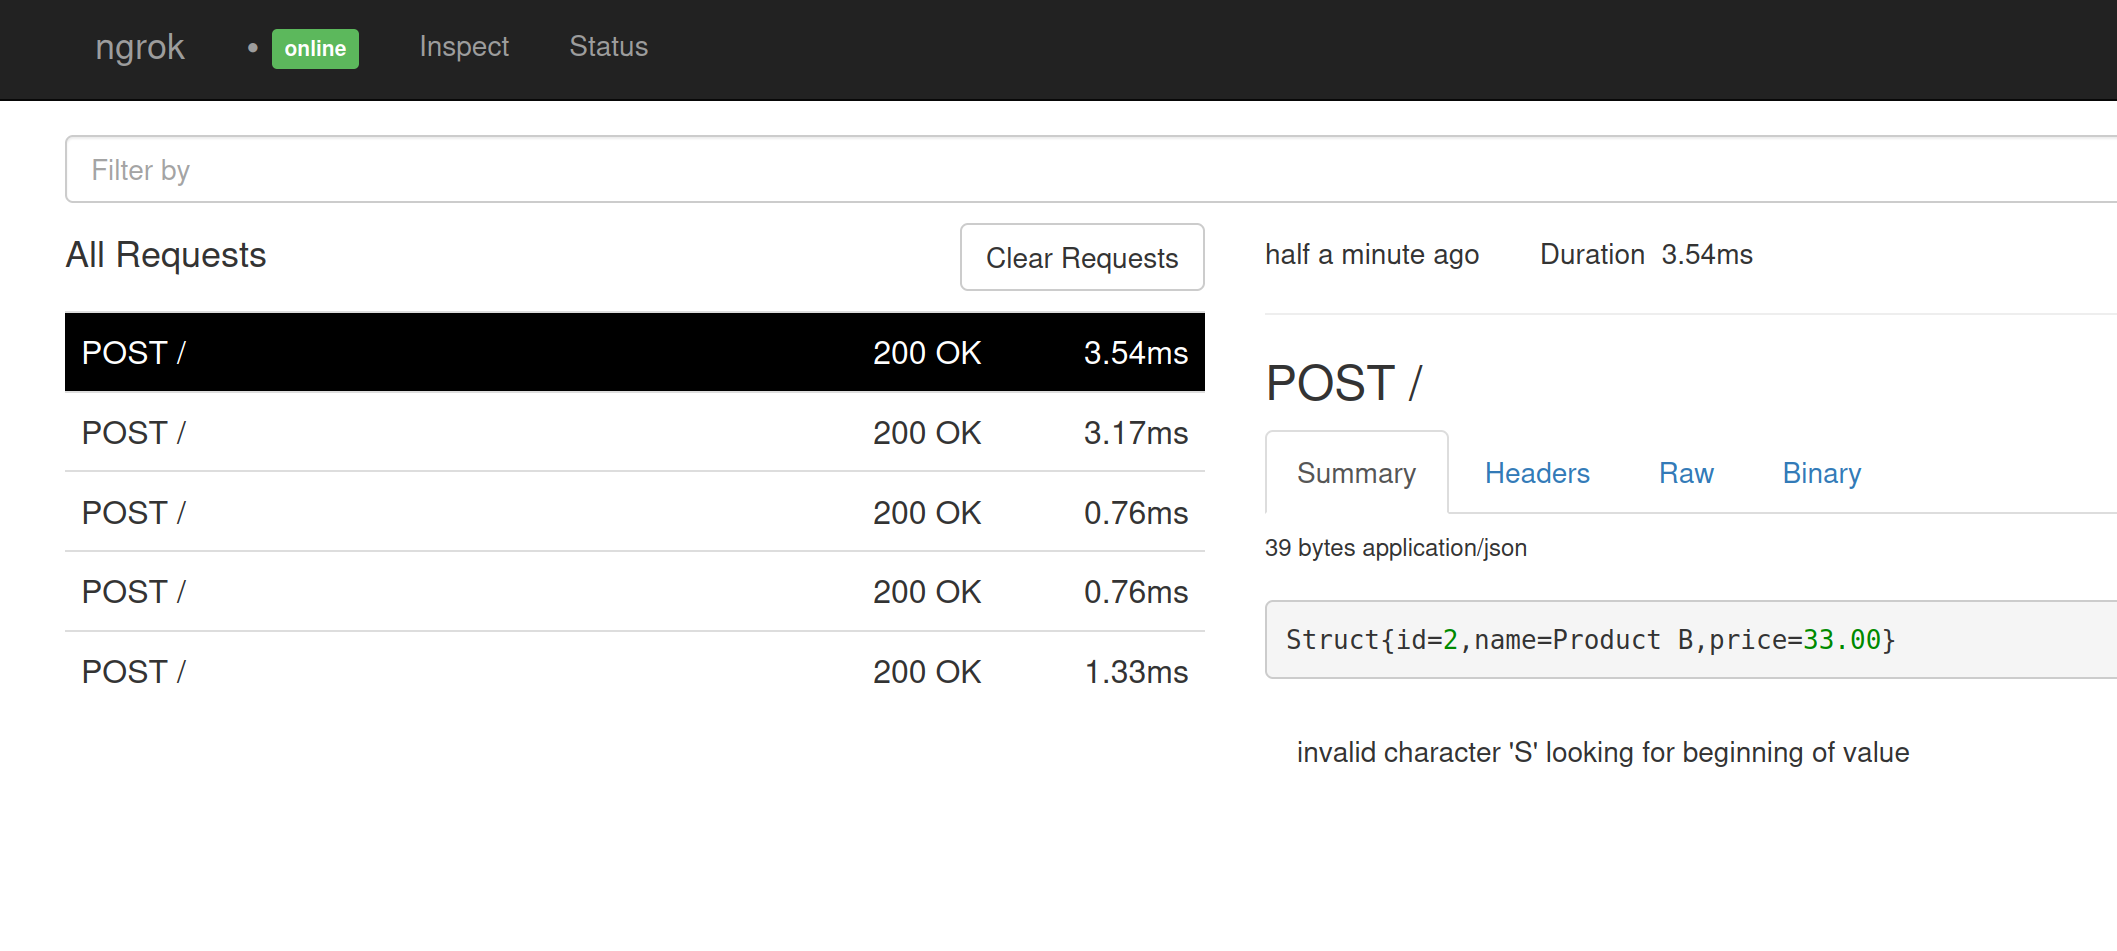 ngrok • online Inspect Status
Filter by
All Requests
Clear Requests
POST / 200 OK 3.54ms
POST / 200 OK 3.17ms
POST / 200 OK 0.76ms
POST / 200 OK 0.76ms
POST / 200 OK 1.33ms
half a minute ago Duration 3.54ms
POST /
Summary Headers Raw Binary
39 bytes application/json
Struct{id=2,name=Product B,price=33.00}
invalid character 'S' looking for beginning of value